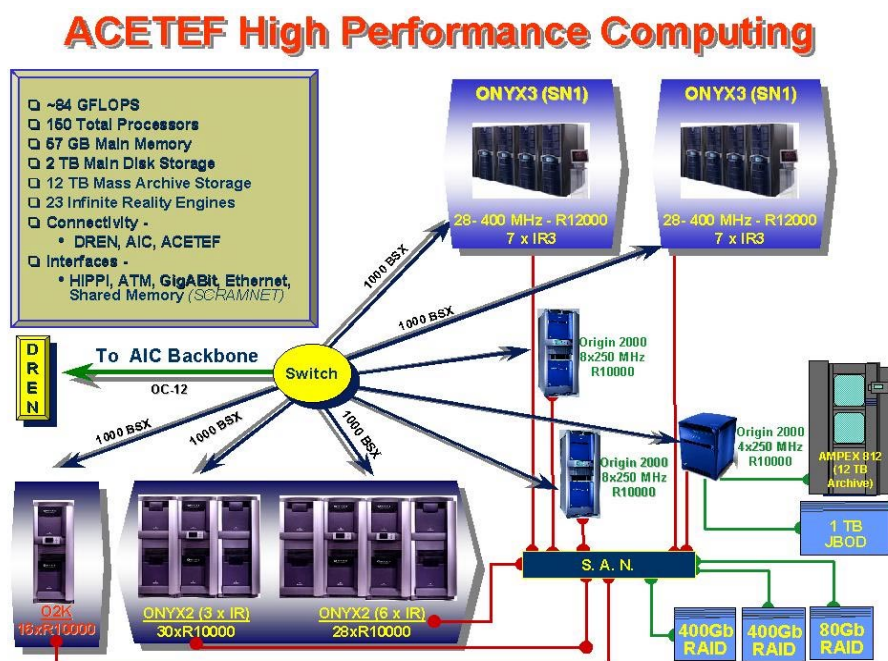 ACETEF High Performance Computing
~84 GFLOPS
150 Total Processors
57 GB Main Memory
2 TB Main Disk Storage
12 TB Mass Archive Storage
23 Infinite Reality Engines
Connectivity -
• DREN, AIC, ACETEF
Interfaces -
• HIPPI, ATM, GigABit, Ethernet,
Shared Memory (SCRAMNET)
ONYX3 (SN1)
28- 400 MHz - R12000
7 x IR3
ONYX3 (SN1)
28- 400 MHz - R12000
7 x IR3
1000 BSX
1000 BSX
DREN
To AIC Backbone
OC-12
Switch
Origin 2000
8x250 MHz
R10000
1000 BSX
1000 BSX
1000 BSX
Origin 2000
8x250 MHz
R10000
Origin 2000
4x250 MHz
R10000
AMPEX 812
(12 TB
Archive)
1 TB
JBOD
O2K
16xR10000
ONYX2 (3 x IR)
30xR10000
ONYX2 (6 x IR)
28xR10000
S. A. N.
400Gb
RAID
400Gb
RAID
80Gb
RAID